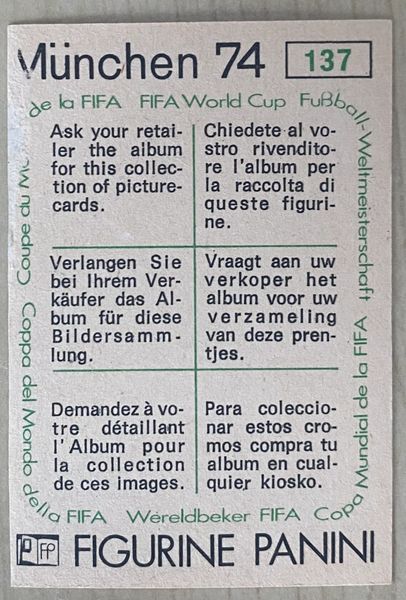 München 74 137
de la FIFA FIFA World Cup Fußball-Weltmeisterschaft
Ask your retai-
ler the album
for this collec-
tion of picture-
cards.
Chiedete al vo-
stro rivendito-
re l'album per
la raccolta di
queste figuri-
ne.
Verlangen Sie
bei Ihrem Ver-
käufer das Al-
bum für diese
Bildersamm-
lung.
Vraagt aan uw
verkoper het
album voor uw
verzameling
van deze pren-
tjes.
Demandez à vo-
tre détaillant
l'Album pour
la collection
de ces images.
Para coleccio-
nar estos cro-
mos compra tu
album en cual-
quier kiosko.
Coupe du
Coppa del Mondo della FIFA
Wereldbeker FIFA
Copa Mundial de la FIFA
FP FIGURINE PANINI